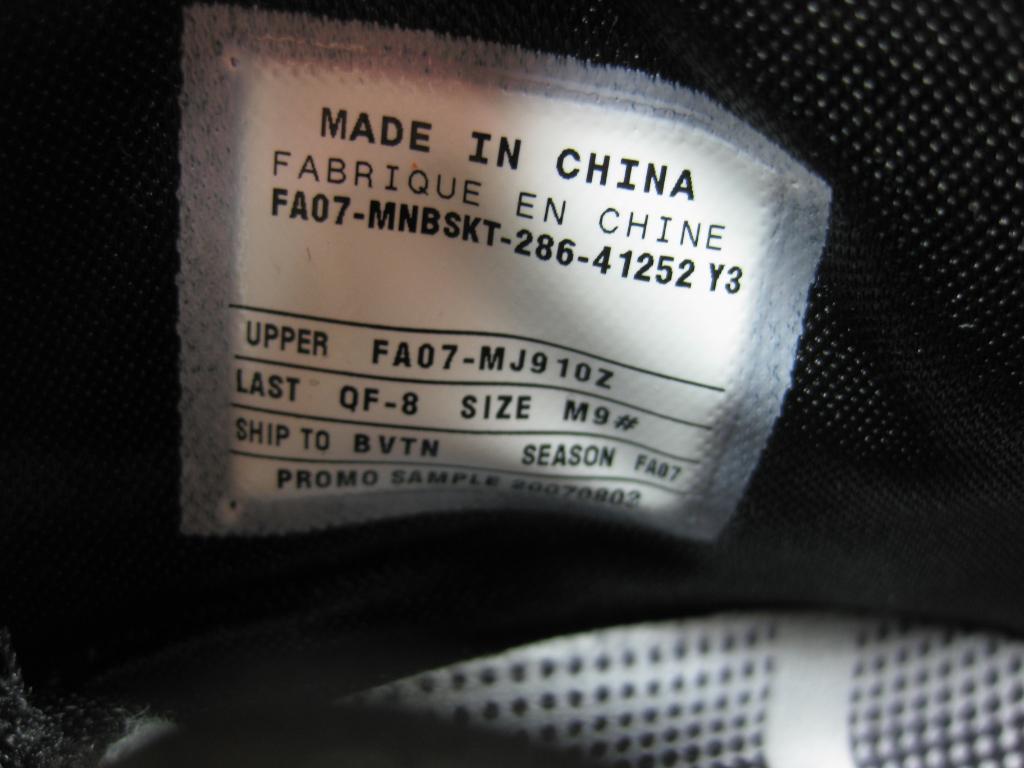 MADE IN CHINA
FABRIQUE EN CHINE
FA07-MNBSKT-286-41252 Y3
UPPER FA07-MJ910Z
LAST QF-8 SIZE M9#
SHIP TO BVTN SEASON FA07
PROMO SAMPLE 20070802